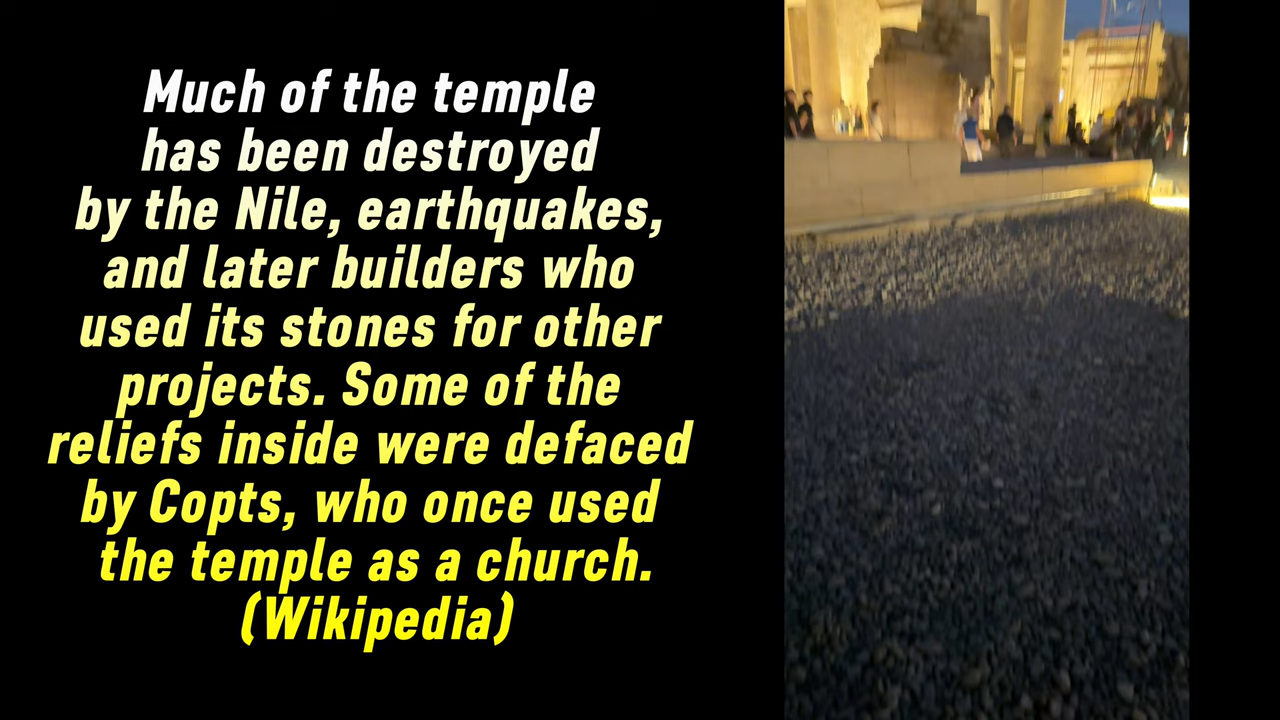 Much of the temple
has been destroyed
by the Nile, earthquakes,
and later builders who
used its stones for other
projects. Some of the
reliefs inside were defaced
by Copts, who once used
the temple as a church.
(Wikipedia)